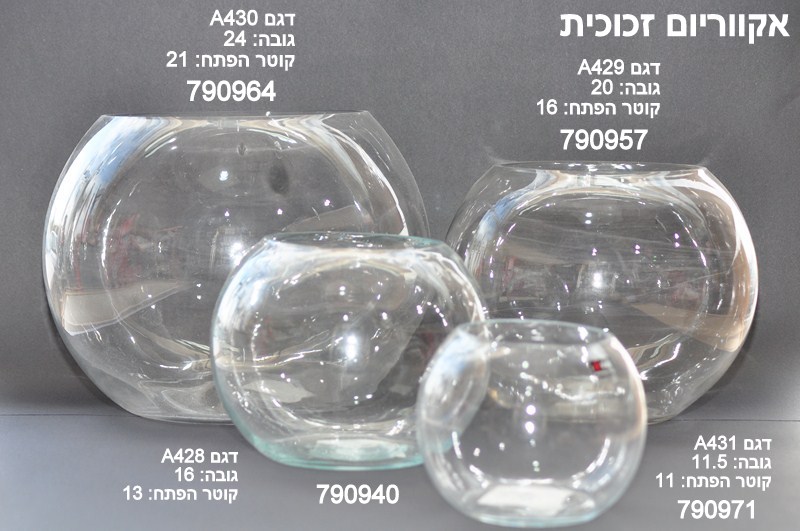 אקווריום זכוכית
דגם A430
גובה: 24
קוטר הפתח: 21
790964
דגם A429
גובה: 20
קוטר הפתח: 16
790957
דגם A428
גובה: 16
קוטר הפתח: 13
790940
דגם A431
גובה: 11.5
קוטר הפתח: 11
790971